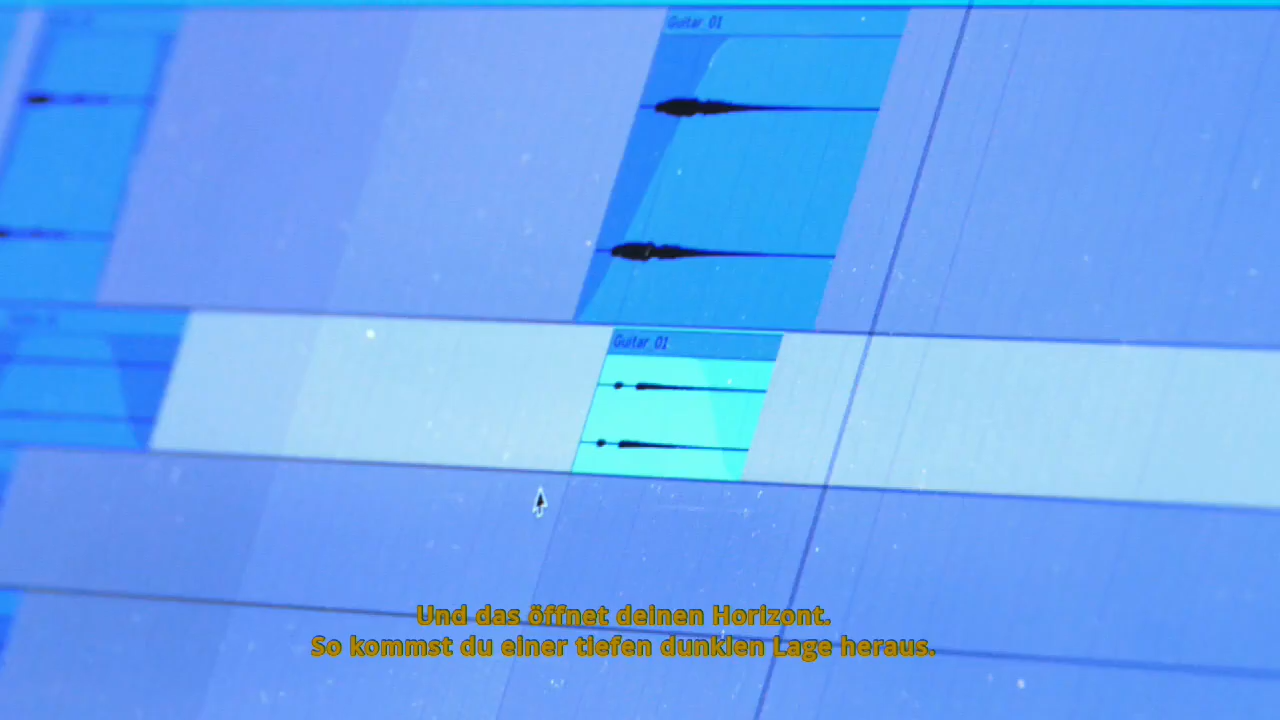 Guitar 01
Guitar 01
Und das öffnet deinen Horizont.
So kommst du einer tiefen dunklen Lage heraus.